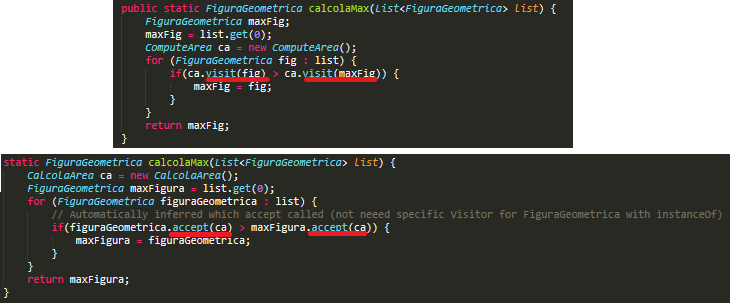 public static FiguraGeometrica calcolaMax(List<FiguraGeometrica> list) {
FiguraGeometrica maxFig;
maxFig = list.get(0);
ComputeArea ca = new ComputeArea();
for (FiguraGeometrica fig : list) {
if(ca.visit(fig) > ca.visit(maxFig)) {
maxFig = fig;
}
}
return maxFig;
}
static FiguraGeometrica calcolaMax(List<FiguraGeometrica> list) {
CalcolaArea ca = new CalcolaArea();
FiguraGeometrica maxFigura = list.get(0);
for (FiguraGeometrica figuraGeometrica : list) {
// Automatically inferred which accept called (not neeed specific Visitor for FiguraGeometrica with instanceOf)
if(figuraGeometrica.accept(ca) > maxFigura.accept(ca)) {
maxFigura = figuraGeometrica;
}
}
return maxFigura;
}